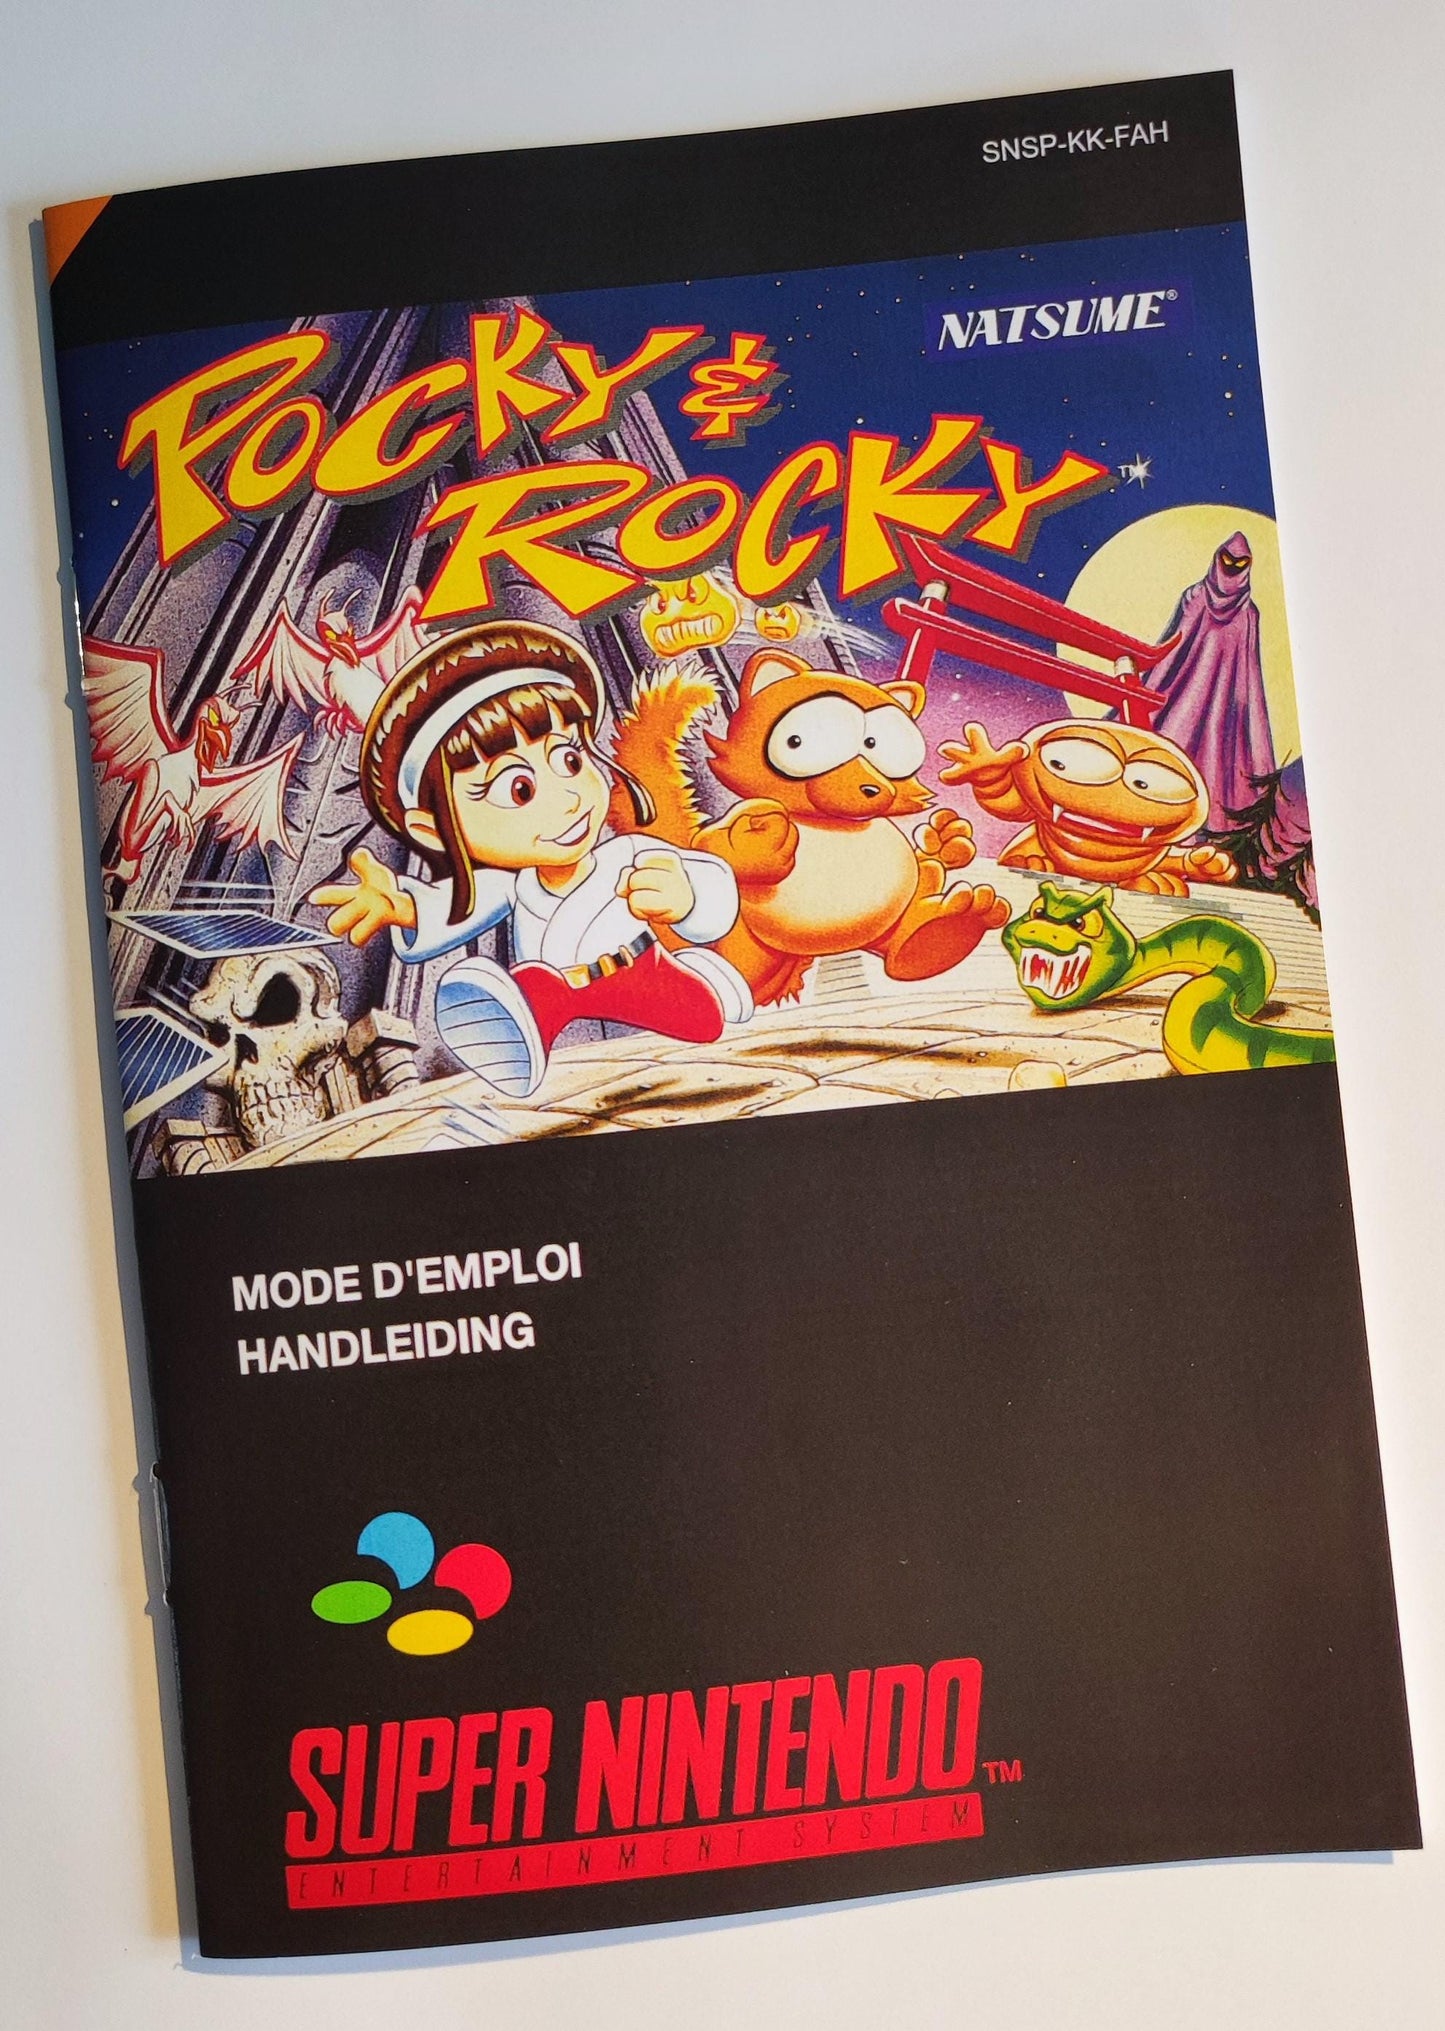 SNSP-KK-FAH
NATSUME®
POCKY &
ROCKY™
MODE D'EMPLOI
HANDLEIDING
SUPER NINTENDO™
ENTERTAINMENT SYSTEM